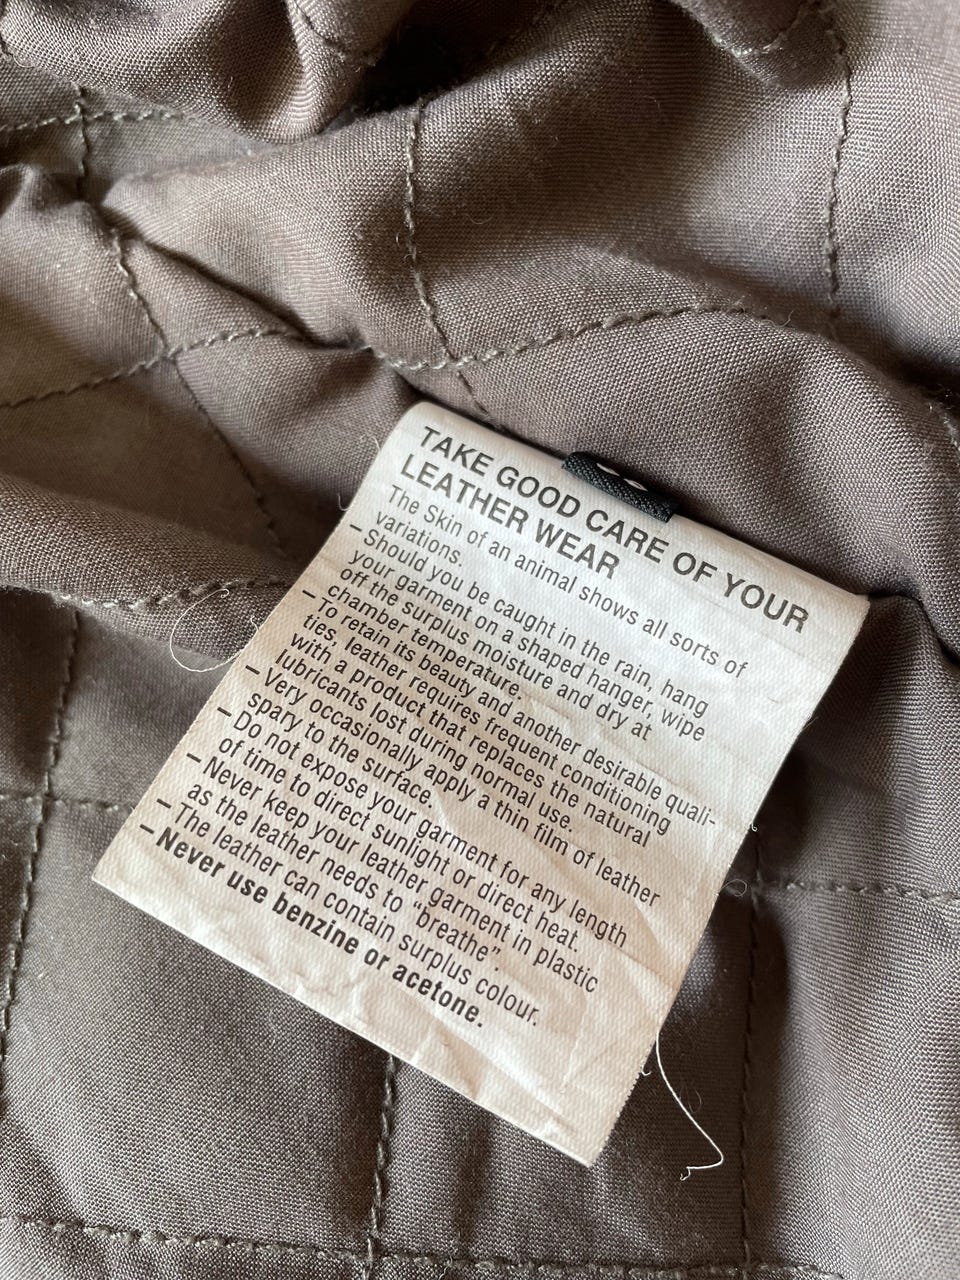 TAKE GOOD CARE OF YOUR
LEATHER WEAR
The Skin of an animal shows all sorts of
variations.
– Should you be caught in the rain, hang
your garment on a shaped hanger, wipe
off the surplus moisture and dry at
chamber temperature.
– To retain its beauty and another desirable quali-
ties, leather requires frequent conditioning
with a product that replaces the natural
lubricants lost during normal use.
– Very occasionally apply a thin film of leather
spary to the surface.
– Do not expose your garment for any length
of time to direct sunlight or direct heat.
– Never keep your leather garment in plastic
as the leather needs to “breathe”.
– The leather can contain surplus colour.
– Never use benzine or acetone.